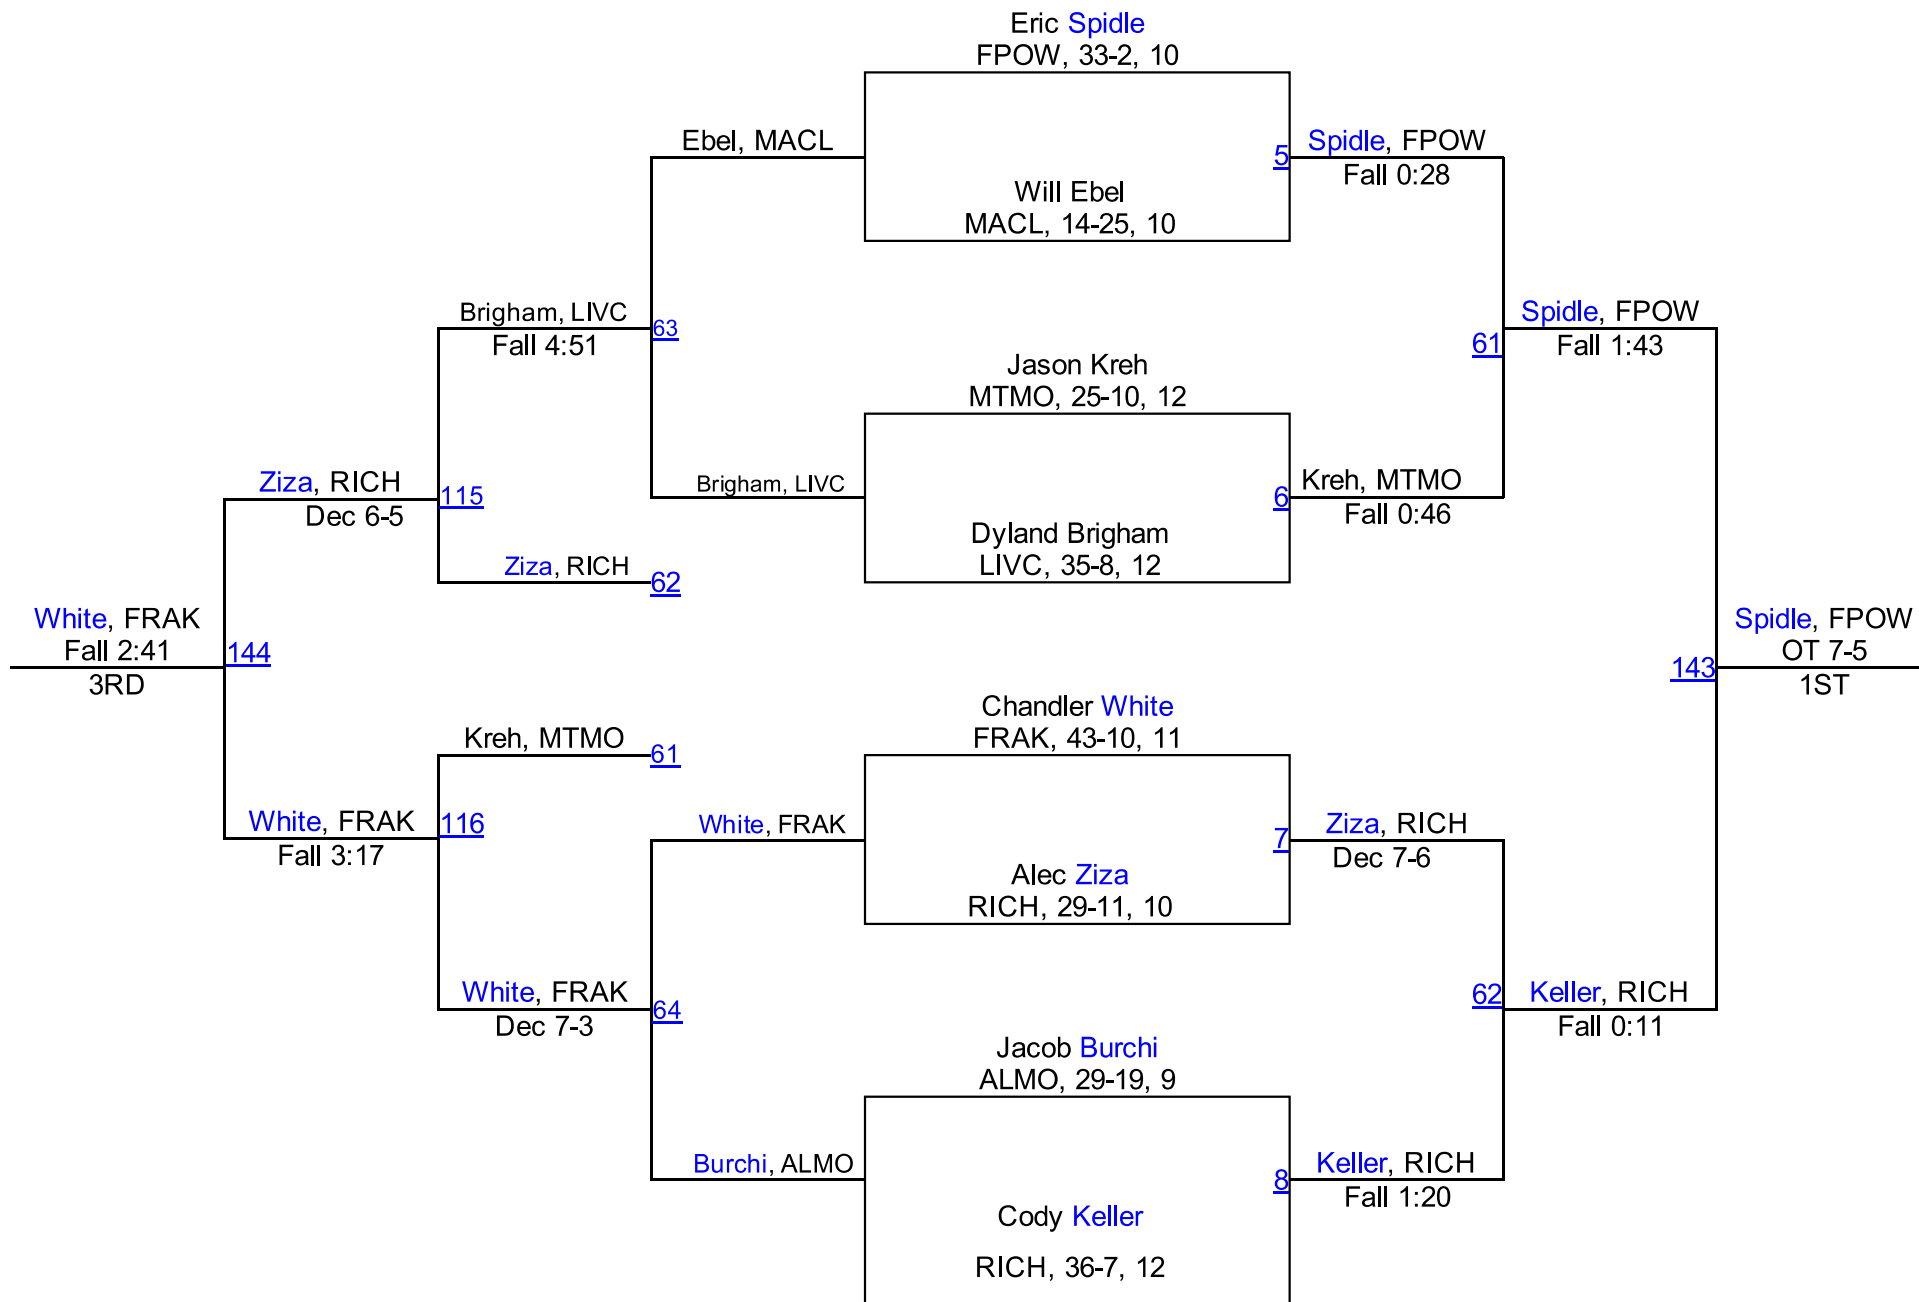 Eric Spidle
FPOW, 33-2, 10
Ebel, MACL
5
Spidle, FPOW
Fall 0:28
Will Ebel
MACL, 14-25, 10
Brigham, LIVC
Fall 4:51
63
Spidle, FPOW
Fall 1:43
61
Jason Kreh
MTMO, 25-10, 12
Ziza, RICH
Dec 6-5
115
Brigham, LIVC
6
Kreh, MTMO
Fall 0:46
Dyland Brigham
LIVC, 35-8, 12
Ziza, RICH
62
White, FRAK
Fall 2:41
3RD
144
143
Spidle, FPOW
OT 7-5
1ST
Chandler White
FRAK, 43-10, 11
Kreh, MTMO
61
White, FRAK
Fall 3:17
116
White, FRAK
7
Ziza, RICH
Dec 7-6
Alec Ziza
RICH, 29-11, 10
White, FRAK
Dec 7-3
64
62
Keller, RICH
Fall 0:11
Jacob Burchi
ALMO, 29-19, 9
Burchi, ALMO
8
Keller, RICH
Fall 1:20
Cody Keller
RICH, 36-7, 12